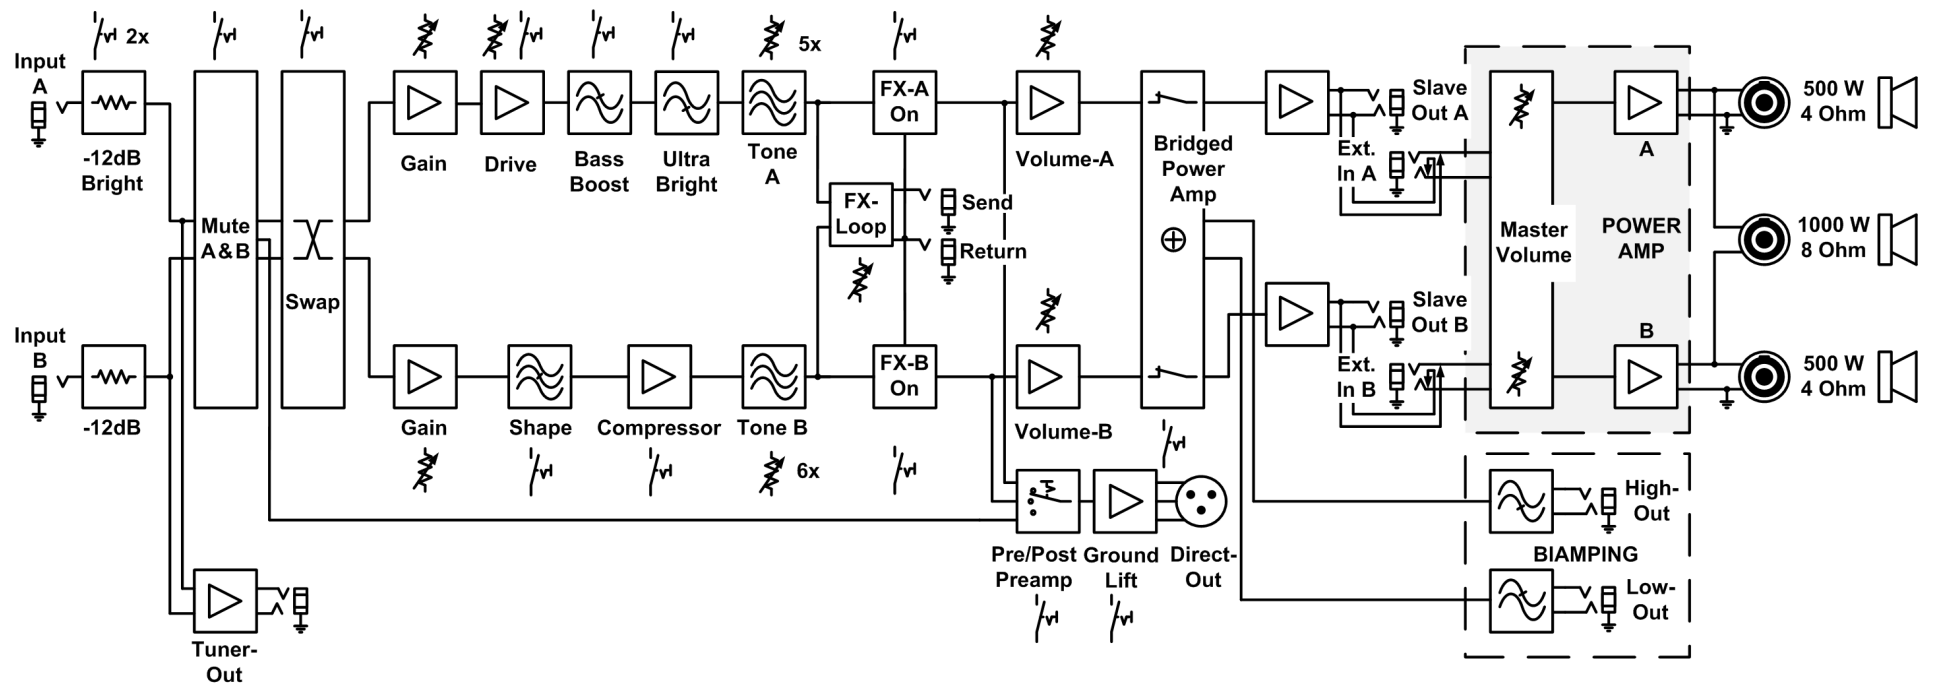 2x
5x
Input
A
-12dB
Bright
Mute
A&B
Swap
Gain
Drive
Bass
Boost
Ultra
Bright
Tone
A
FX-A
On
FX-
Loop
Send
Return
Volume-A
Bridged
Power
Amp
Slave
Out A
Ext.
In A
Master
Volume
POWER
AMP
A
500 W
4 Ohm
1000 W
8 Ohm
Input
B
-12dB
Gain
Shape
Compressor
Tone B
6x
FX-B
On
Volume-B
Slave
Out B
Ext.
In B
B
500 W
4 Ohm
Pre/Post
Preamp
Ground
Lift
Direct-
Out
High-
Out
BIAMPING
Low-
Out
Tuner-
Out